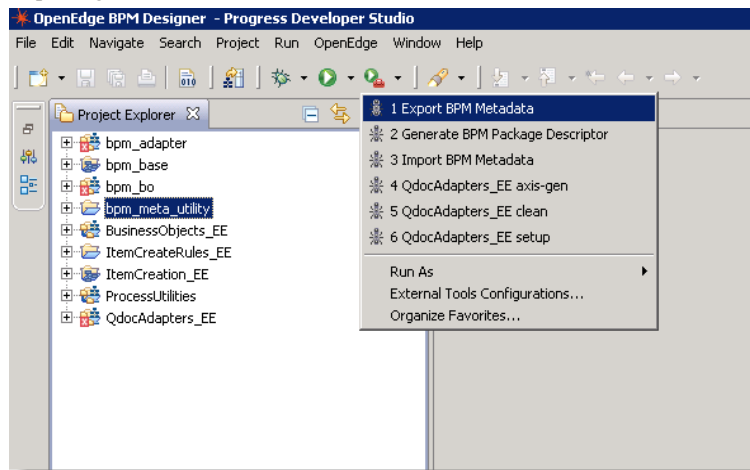 OpenEdge BPM Designer - Progress Developer Studio
File Edit Navigate Search Project Run OpenEdge Window Help
010
Project Explorer
1 Export BPM Metadata
2 Generate BPM Package Descriptor
3 Import BPM Metadata
4 QdocAdapters_EE axis-gen
5 QdocAdapters_EE clean
6 QdocAdapters_EE setup
Run As
External Tools Configurations...
Organize Favorites...
bpm_adapter
bpm_base
bpm_bo
bpm_meta_utility
BusinessObjects_EE
ItemCreateRules_EE
ItemCreation_EE
ProcessUtilities
QdocAdapters_EE